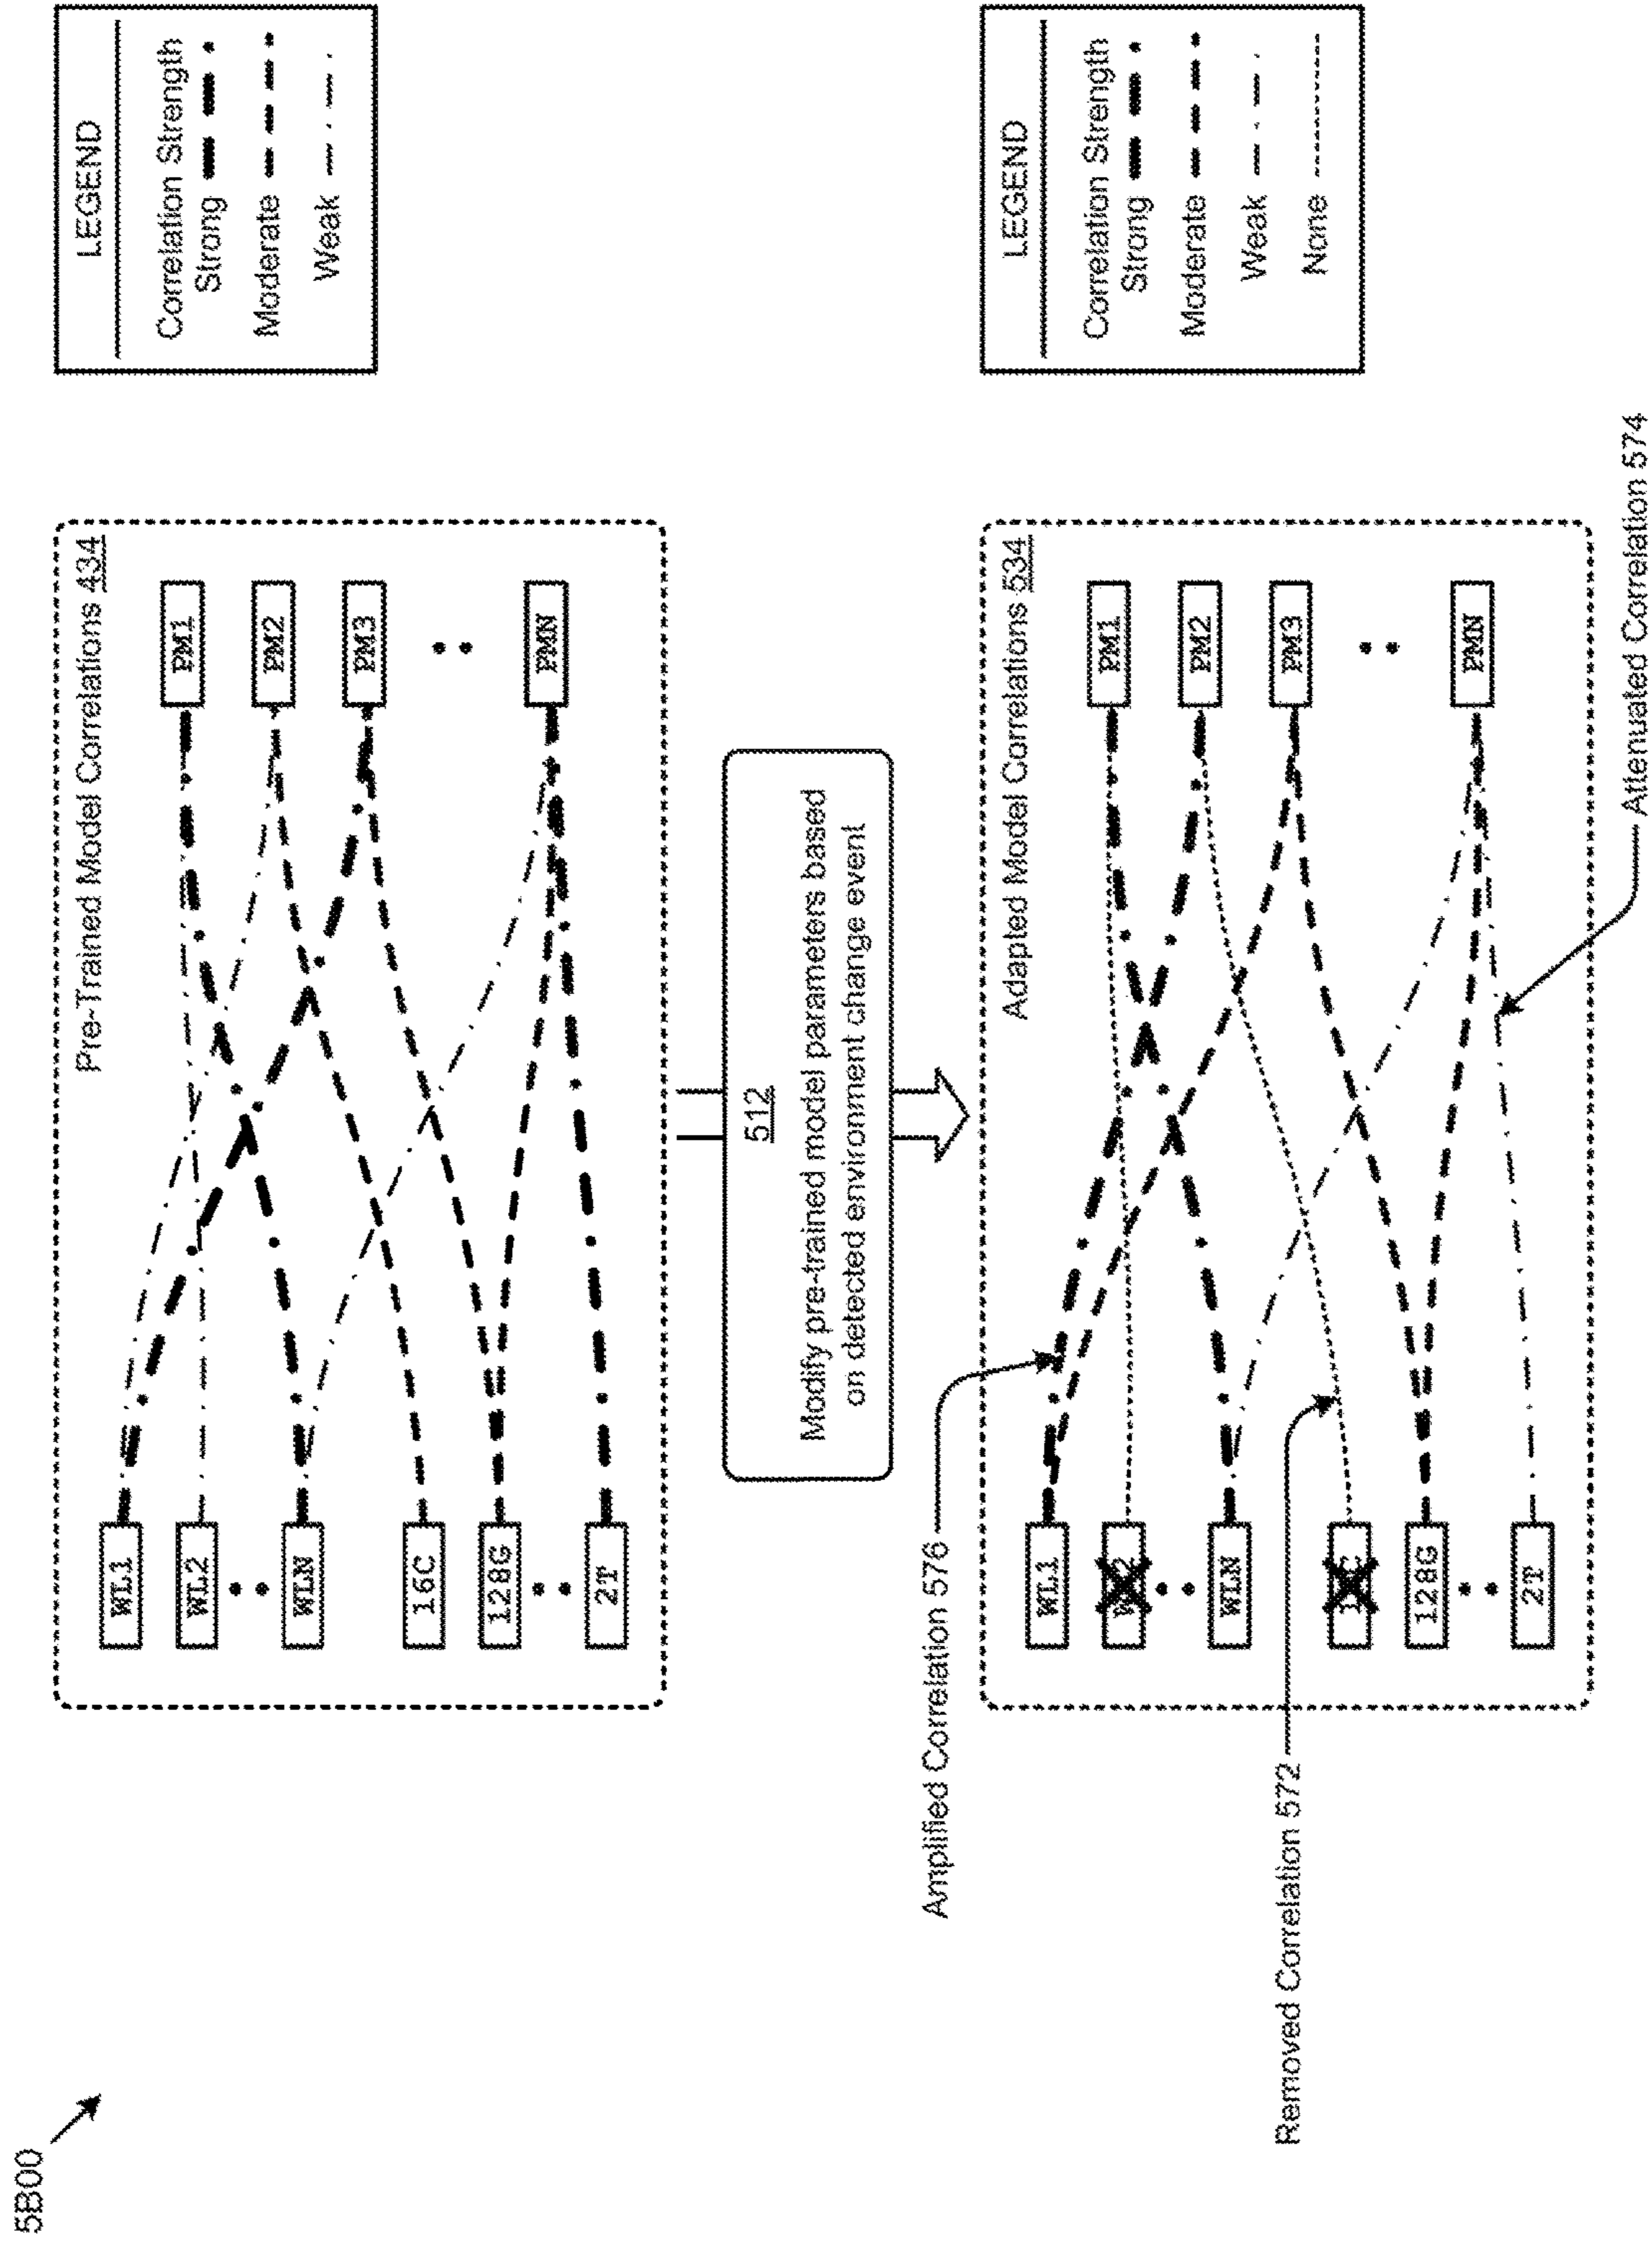 5B00
Pre-Trained Model Correlations 434
WL1
WL2
WLN
16C
128G
2T
PM1
PM2
PM3
PMN
LEGEND
Correlation Strength
Strong
Moderate
Weak
512
Modify pre-trained model parameters based
on detected environment change event
Amplified Correlation 576
Removed Correlation 572
Adapted Model Correlations 534
WL1
WLN
128G
2T
PM1
PM2
PM3
PMN
Attenuated Correlation 574
LEGEND
Correlation Strength
Strong
Moderate
Weak
None